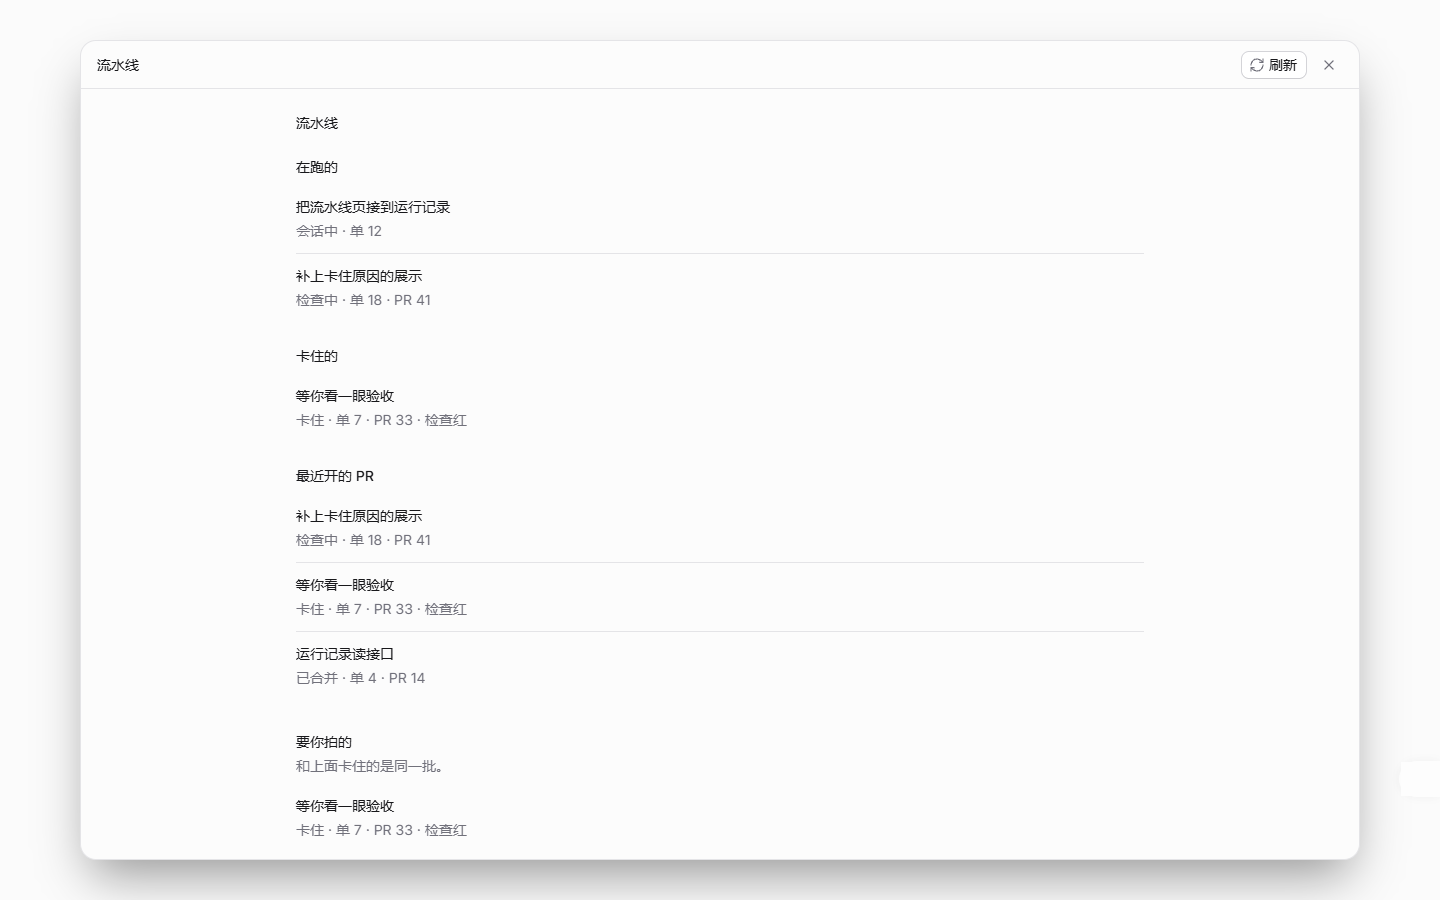 流水线
刷新
流水线
在跑的
把流水线页接到运行记录
会话中 · 单 12
补上卡住原因的展示
检查中 · 单 18 · PR 41
卡住的
等你看一眼验收
卡住 · 单 7 · PR 33 · 检查红
最近开的 PR
补上卡住原因的展示
检查中 · 单 18 · PR 41
等你看一眼验收
卡住 · 单 7 · PR 33 · 检查红
运行记录读接口
已合并 · 单 4 · PR 14
要你拍的
和上面卡住的是同一批。
等你看一眼验收
卡住 · 单 7 · PR 33 · 检查红